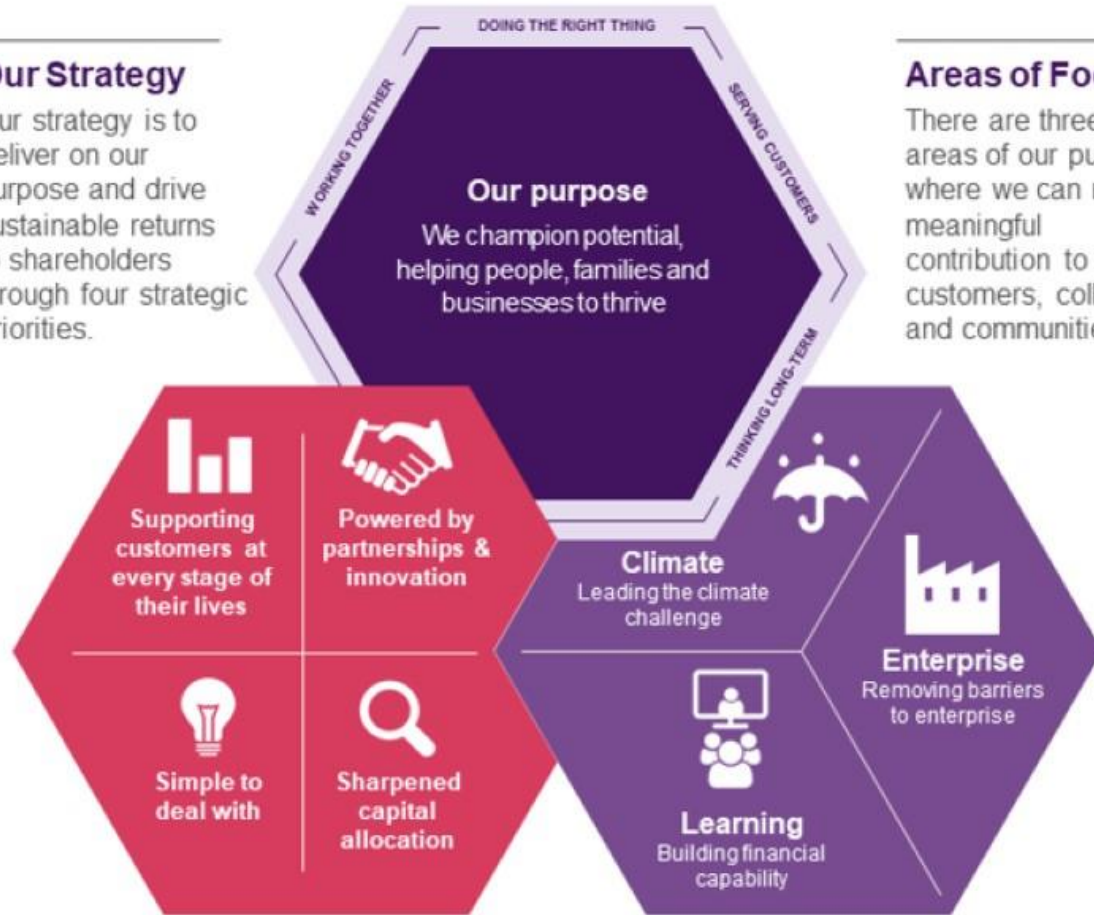 DOING THE RIGHT THING
WORKING TOGETHER
SERVING CUSTOMERS
THINKING LONG-TERM
Our Strategy
ur strategy is to
eliver on our
urpose and drive
ustainable returns
shareholders
rough four strategic
riorities.
Our purpose
We champion potential,
helping people, families and
businesses to thrive
Areas of Fo
There are three
areas of our pu
where we can
meaningful
contribution to
customers, col
and communitie
Supporting
customers at
every stage of
their lives
Powered by
partnerships &
innovation
Simple to
deal with
Sharpened
capital
allocation
Climate
Leading the climate
challenge
Enterprise
Removing barriers
to enterprise
Learning
Building financial
capability